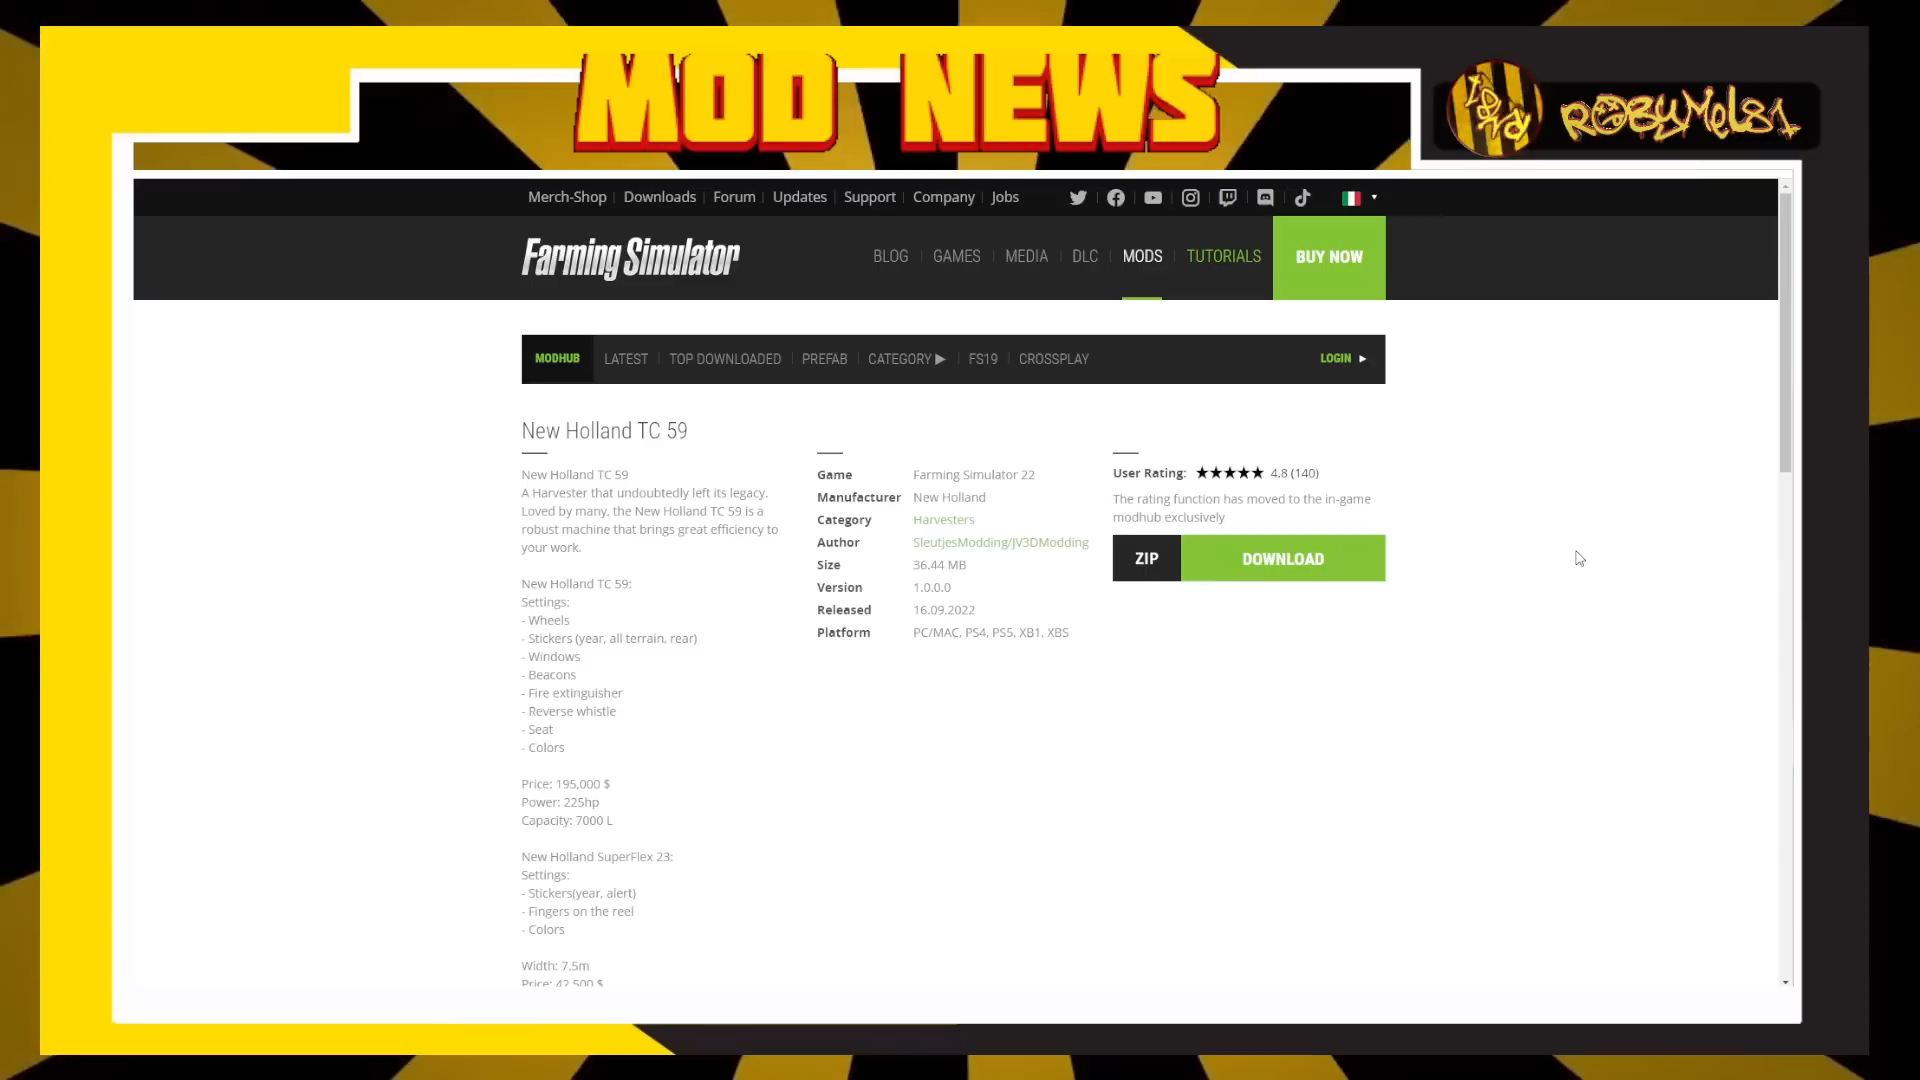 MOD NEWS
RobyMel81
Merch-Shop Downloads Forum Updates Support Company Jobs
Farming Simulator
BLOG GAMES MEDIA DLC MODS TUTORIALS BUY NOW
MODHUB LATEST TOP DOWNLOADED PREFAB CATEGORY ▶ FS19 CROSSPLAY LOGIN ►
New Holland TC 59
New Holland TC 59
A Harvester that undoubtedly left its legacy.
Loved by many, the New Holland TC 59 is a
robust machine that brings great efficiency to
your work.
New Holland TC 59:
Settings:
- Wheels
- Stickers (year, all terrain, rear)
- Windows
- Beacons
- Fire extinguisher
- Reverse whistle
- Seat
- Colors
Price: 195,000 $
Power: 225hp
Capacity: 7000 L
New Holland SuperFlex 23:
Settings:
- Stickers(year, alert)
- Fingers on the reel
- Colors
Width: 7,5m
Price: 42,500 $
Game Farming Simulator 22
Manufacturer New Holland
Category Harvesters
Author SleutjesModding/JV3DModding
Size 36.44 MB
Version 1.0.0.0
Released 16.09.2022
Platform PC/MAC, PS4, PS5, XB1, XBS
User Rating: ★★★★★ 4.8 (140)
The rating function has moved to the in-game
modhub exclusively
ZIP DOWNLOAD